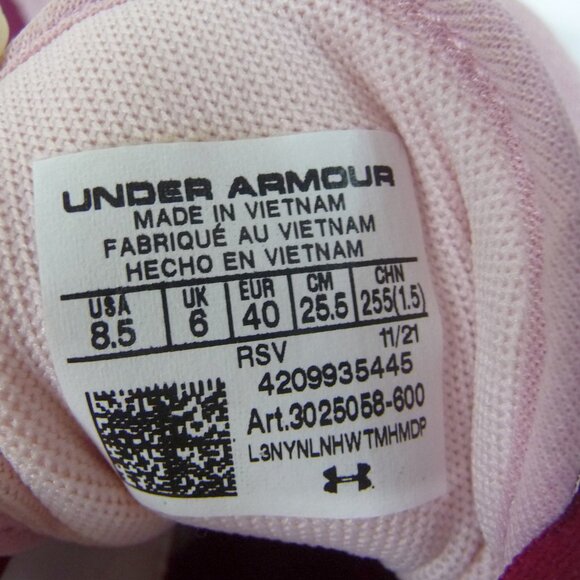 UNDER ARMOUR
MADE IN VIETNAM
FABRIQUÉ AU VIETNAM
HECHO EN VIETNAM
USA UK EUR CM CHN
8.5 6 40 25.5 255(1.5)
RSV 11/21
4209935445
Art.3025058-600
L3NYNLNHWTMHMDP